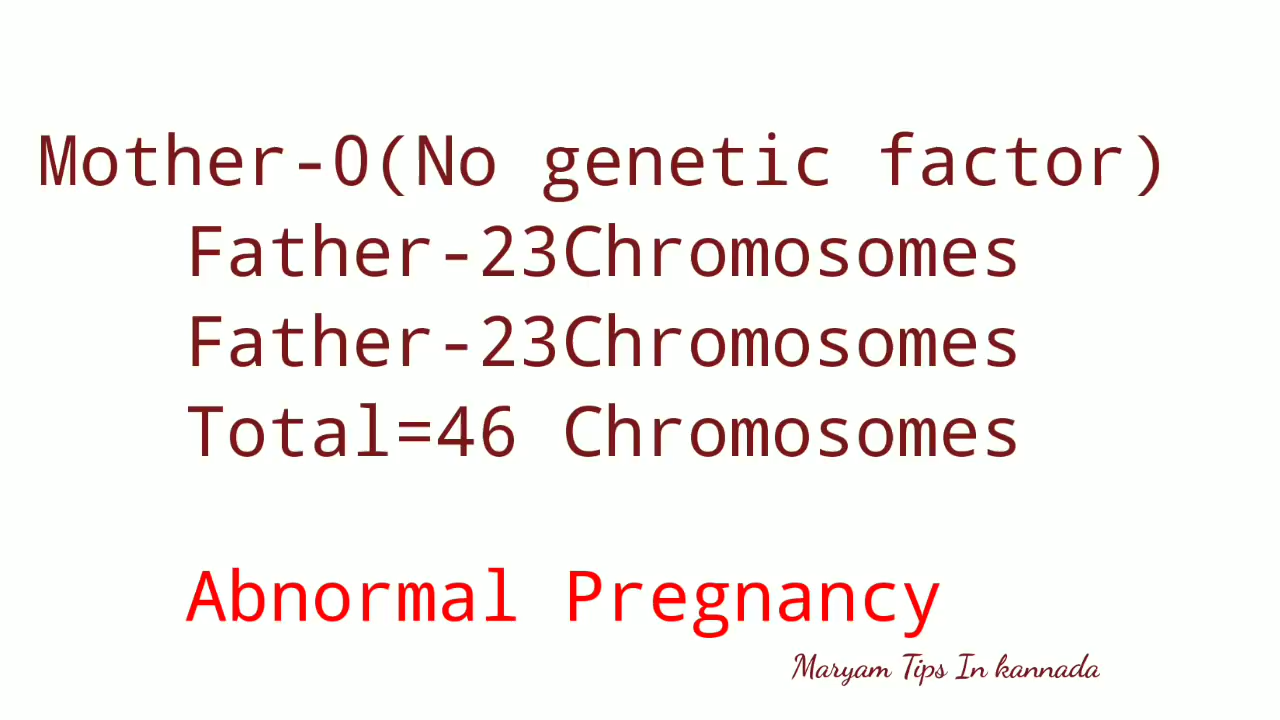 Mother-0(No genetic factor)
Father-23Chromosomes
Father-23Chromosomes
Total=46 Chromosomes
Abnormal Pregnancy
Maryam Tips In kannada